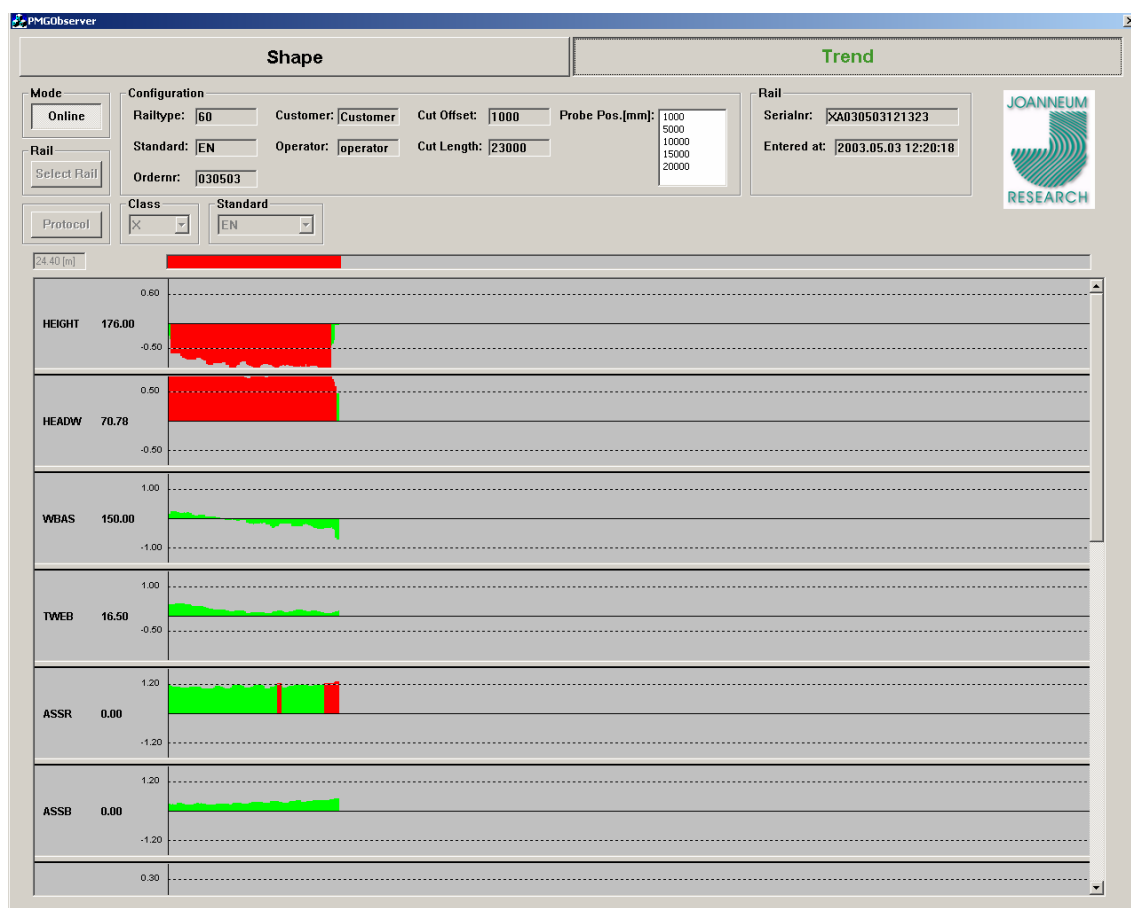 PMGObserver
Shape
Trend
Mode
Online
Rail
Select Rail
Protocol
Configuration
Railtype: 60
Customer: Customer
Cut Offset: 1000
Probe Pos.[mm]:
1000
5000
10000
15000
20000
Standard: EN
Operator: operator
Cut Length: 23000
Ordernr: 030503
Class
X
Standard
EN
Rail
Serialnr: XA030503121323
Entered at: 2003.05.03 12:20:18
JOANNEUM
RESEARCH
24.40 [m]
0.60
HEIGHT 176.00
-0.50
0.50
HEADW 70.78
-0.50
1.00
WBAS 150.00
-1.00
1.00
TWEB 16.50
-0.50
1.20
ASSR 0.00
-1.20
1.20
ASSB 0.00
-1.20
0.30